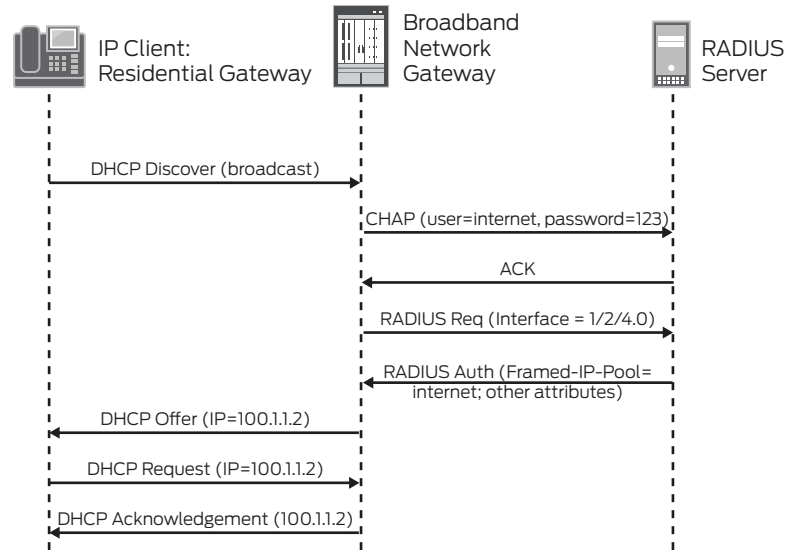 IP Client:
Residential Gateway
Broadband
Network
Gateway
RADIUS
Server
DHCP Discover (broadcast)
CHAP (user=internet, password=123)
ACK
RADIUS Req (Interface = 1/2/4.0)
RADIUS Auth (Framed-IP-Pool=
internet; other attributes)
DHCP Offer (IP=100.1.1.2)
DHCP Request (IP=100.1.1.2)
DHCP Acknowledgement (100.1.1.2)